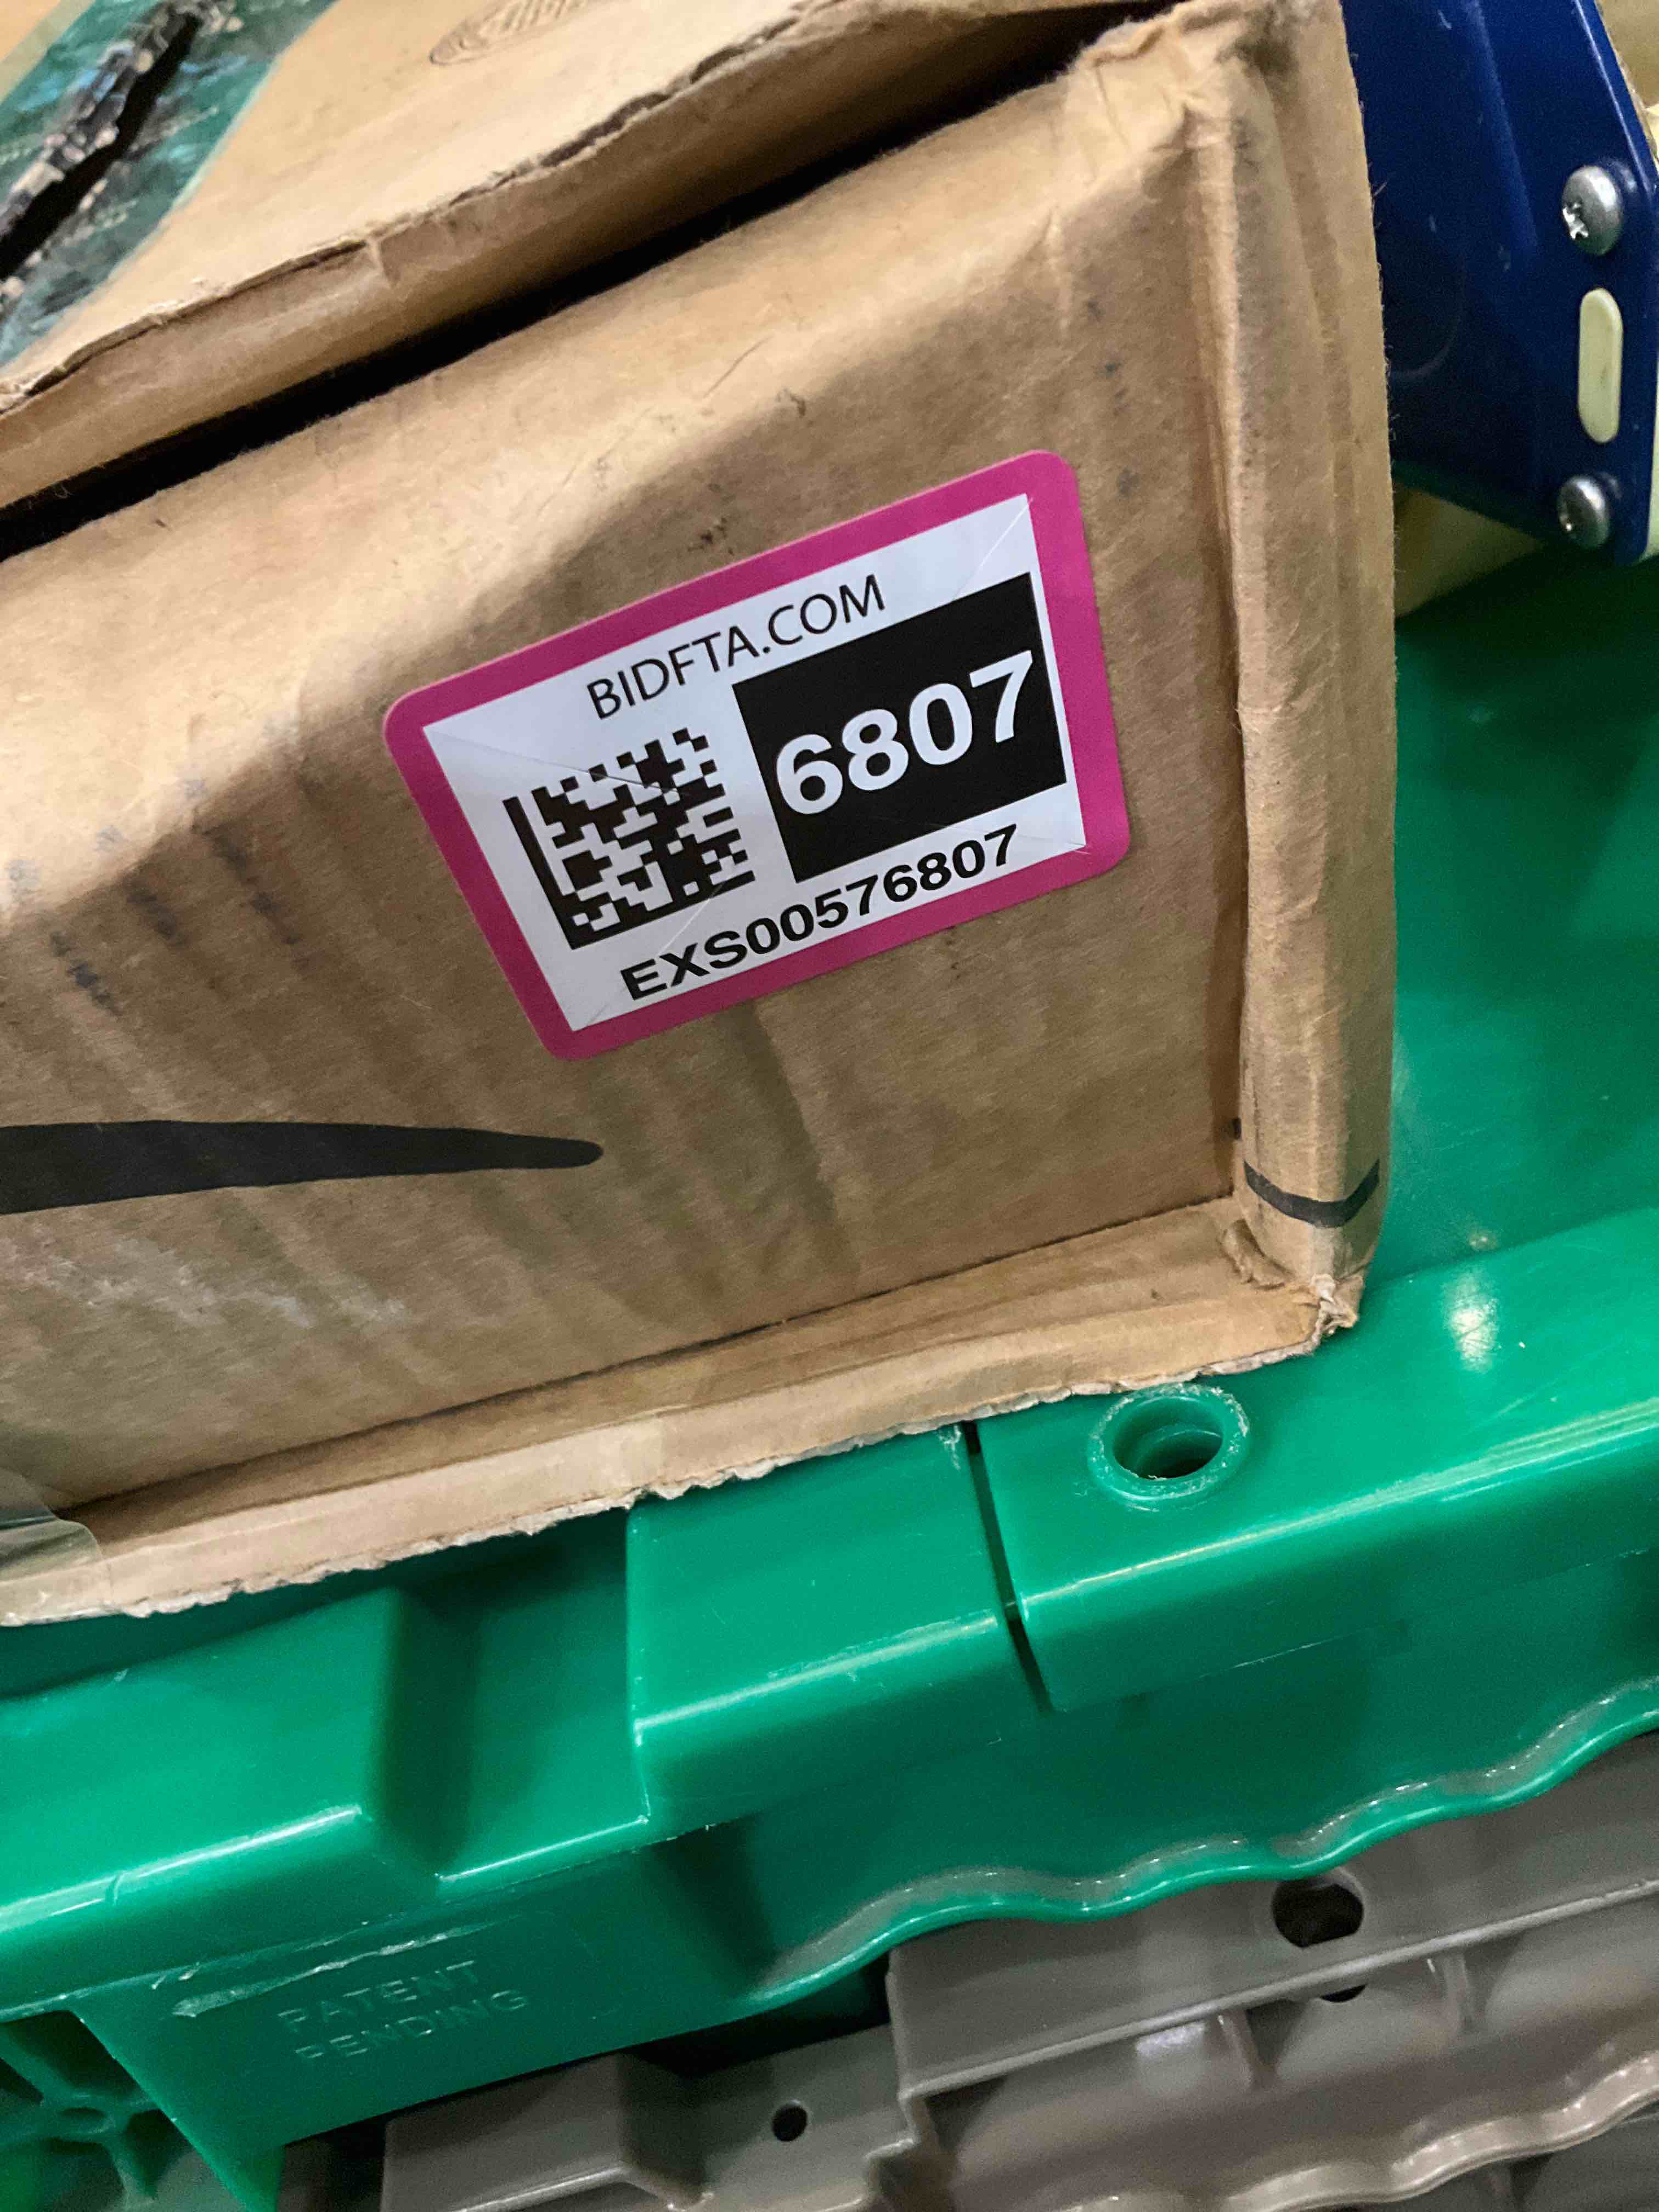 BIDFTA.COM
6807
EXS00576807
PATENT
PENDING